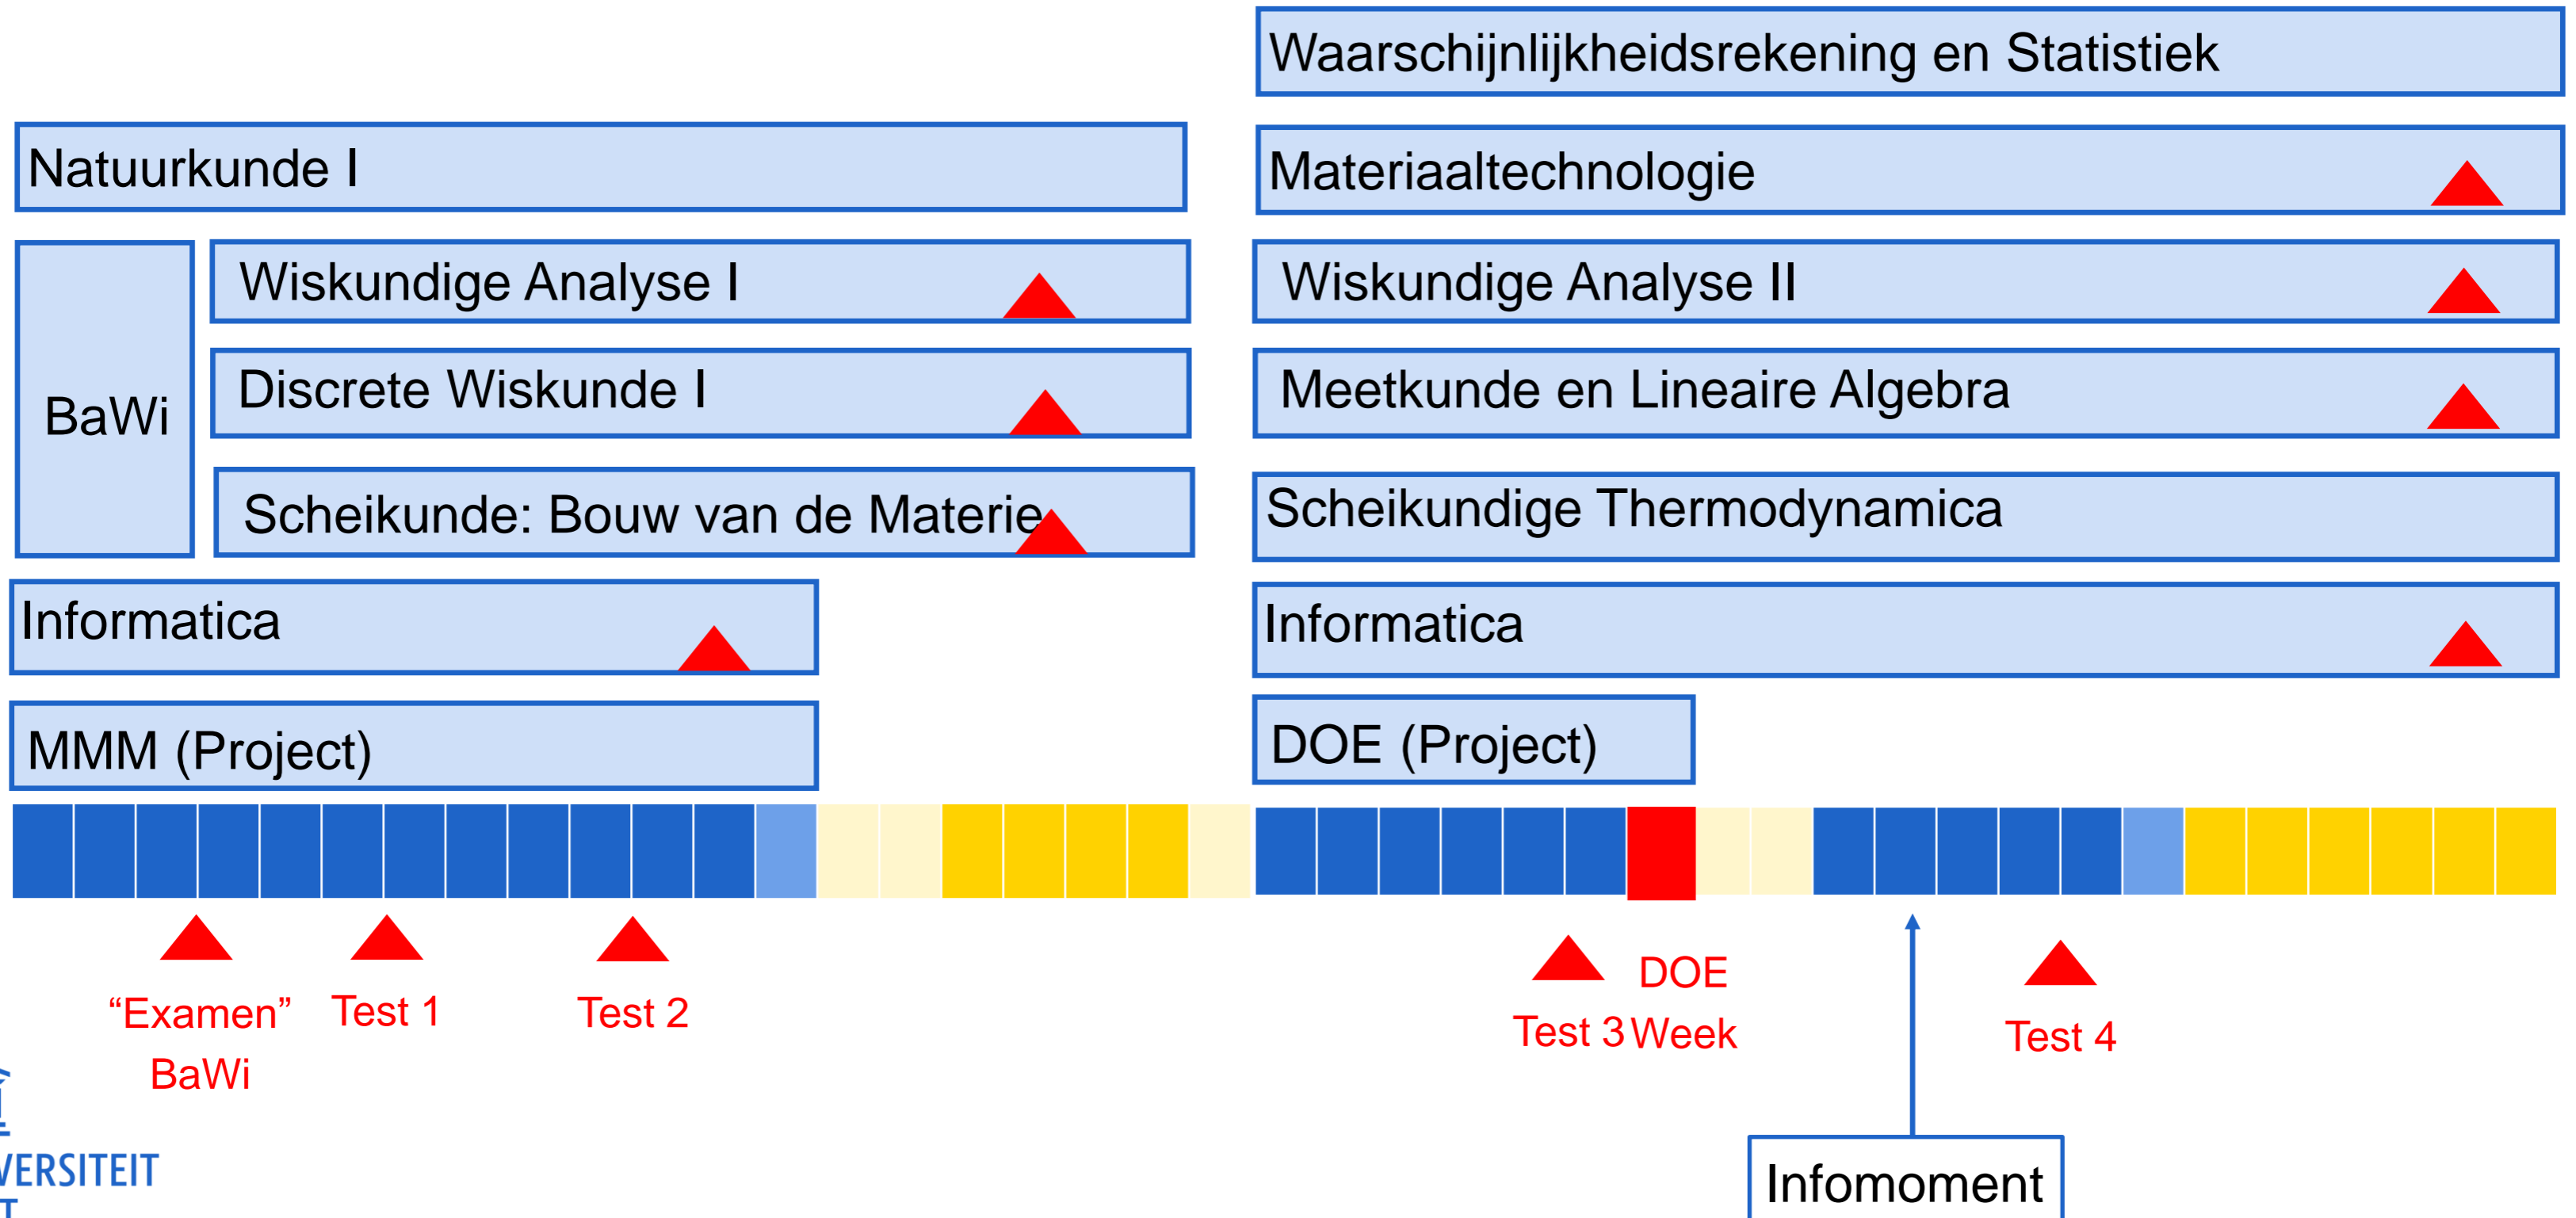 Waarschijnlijkheidsrekening en Statistiek
Natuurkunde I
Materiaaltechnologie
BaWi
Wiskundige Analyse I
Wiskundige Analyse II
Discrete Wiskunde I
Meetkunde en Lineaire Algebra
Scheikunde: Bouw van de Materie
Scheikundige Thermodynamica
Informatica
Informatica
MMM (Project)
DOE (Project)
“Examen”
BaWi
Test 1
Test 2
Test 3
DOE
Week
Test 4
Infomoment